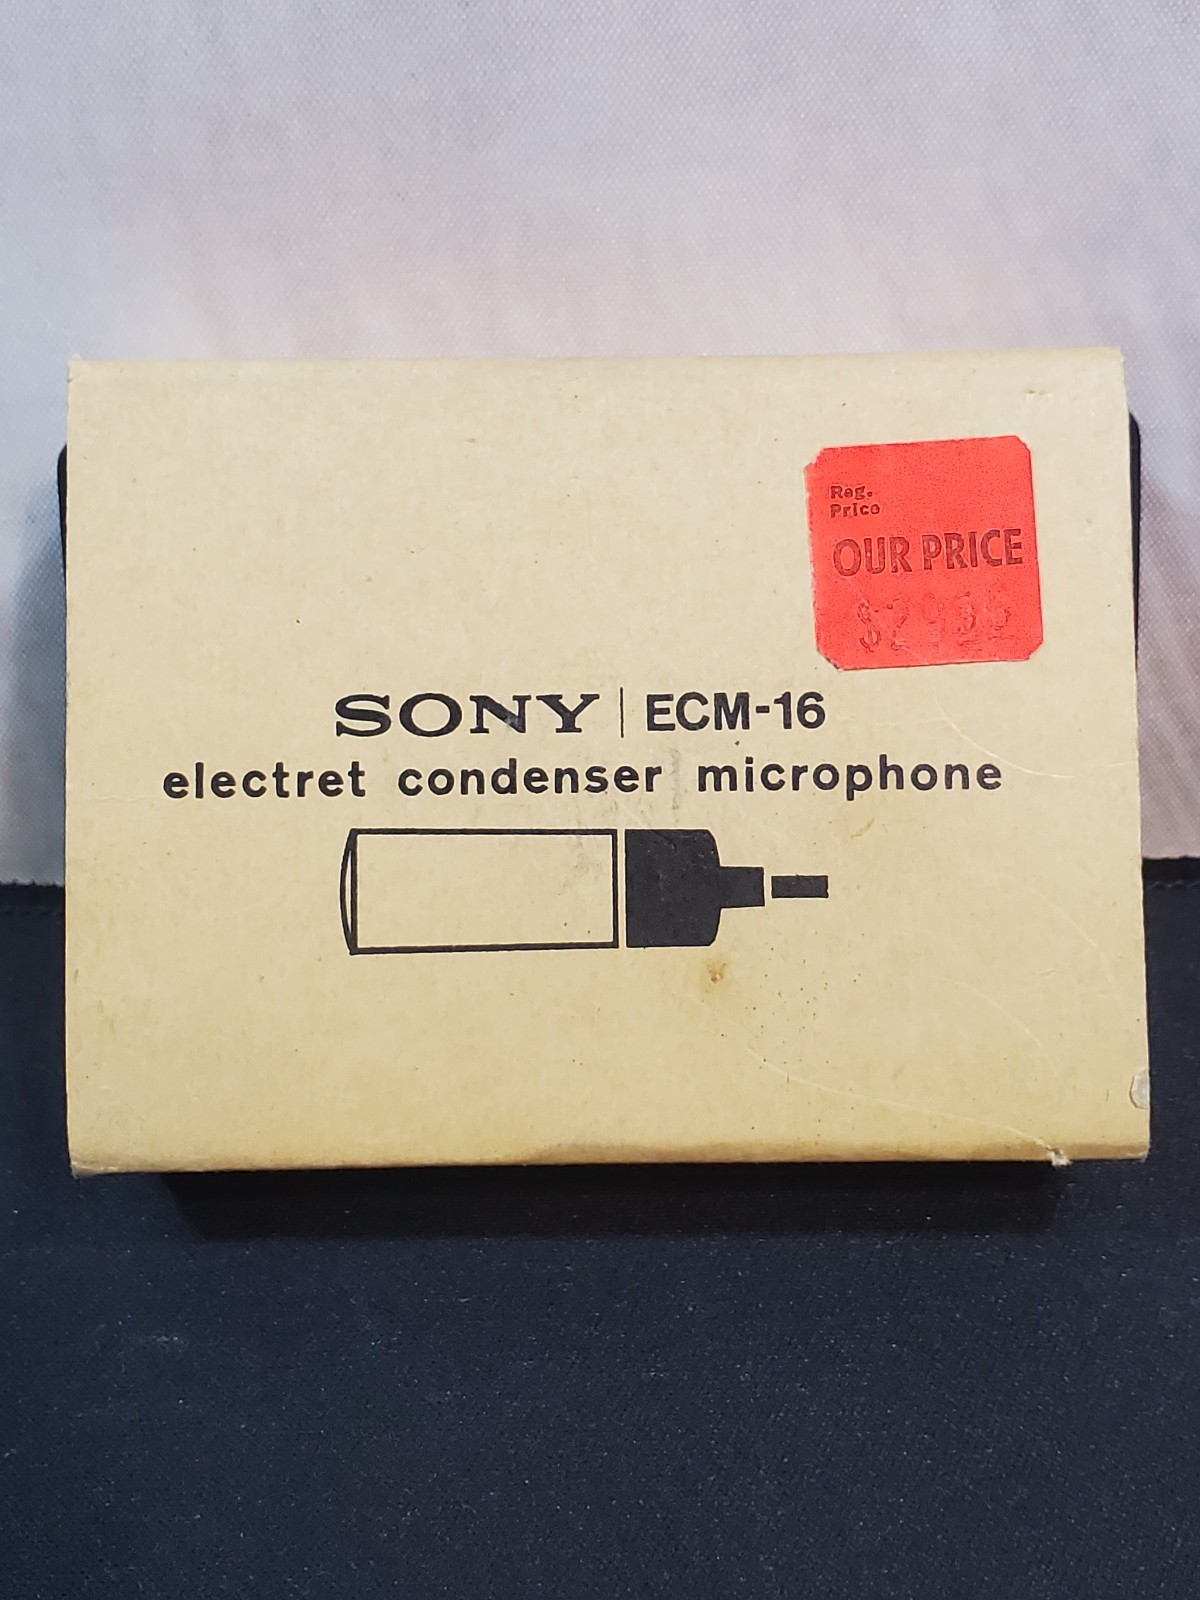 Reg.
Price
OUR PRICE
SONY | ECM-16
electret condenser microphone